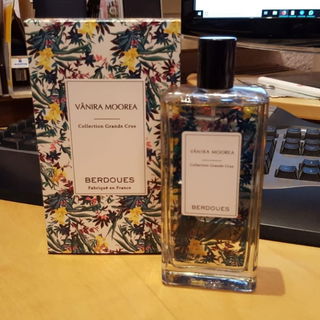 VĀNIRA MOOREA
Collection Grands Crus
BERDOUES
Fabriqué en France
VĀNIRA MOOREA
Collection Grands Crus
BERDOUES